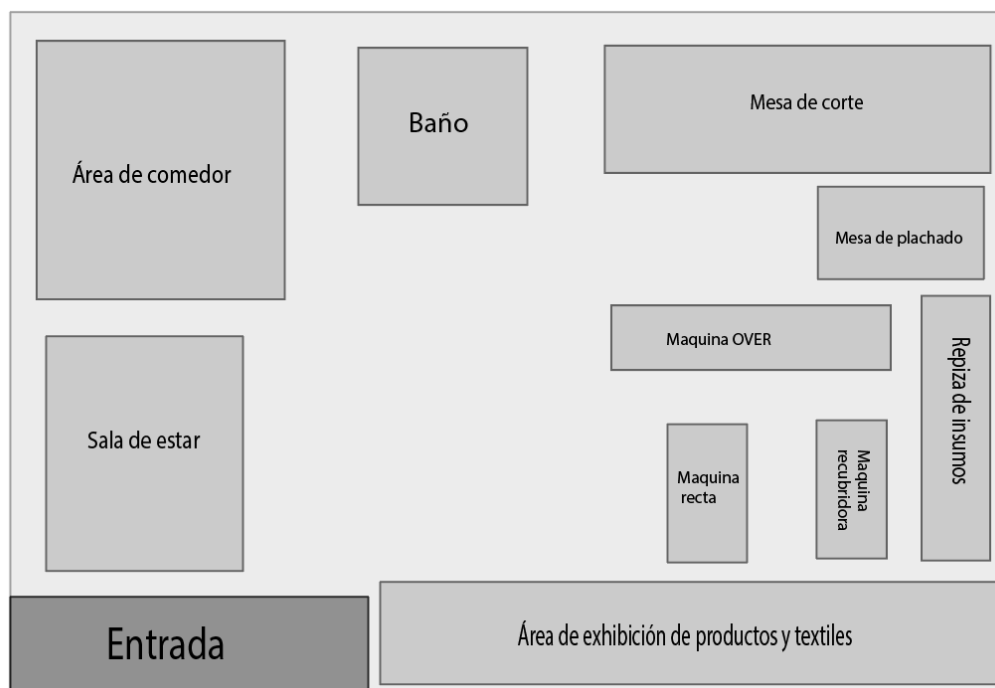 Mesa de corte
Baño
Área de comedor
Mesa de plachado
Maquina OVER
Repiza de insumos
Sala de estar
Maquina
recta
Maquina
recubridora
Entrada
Área de exhibición de productos y textiles